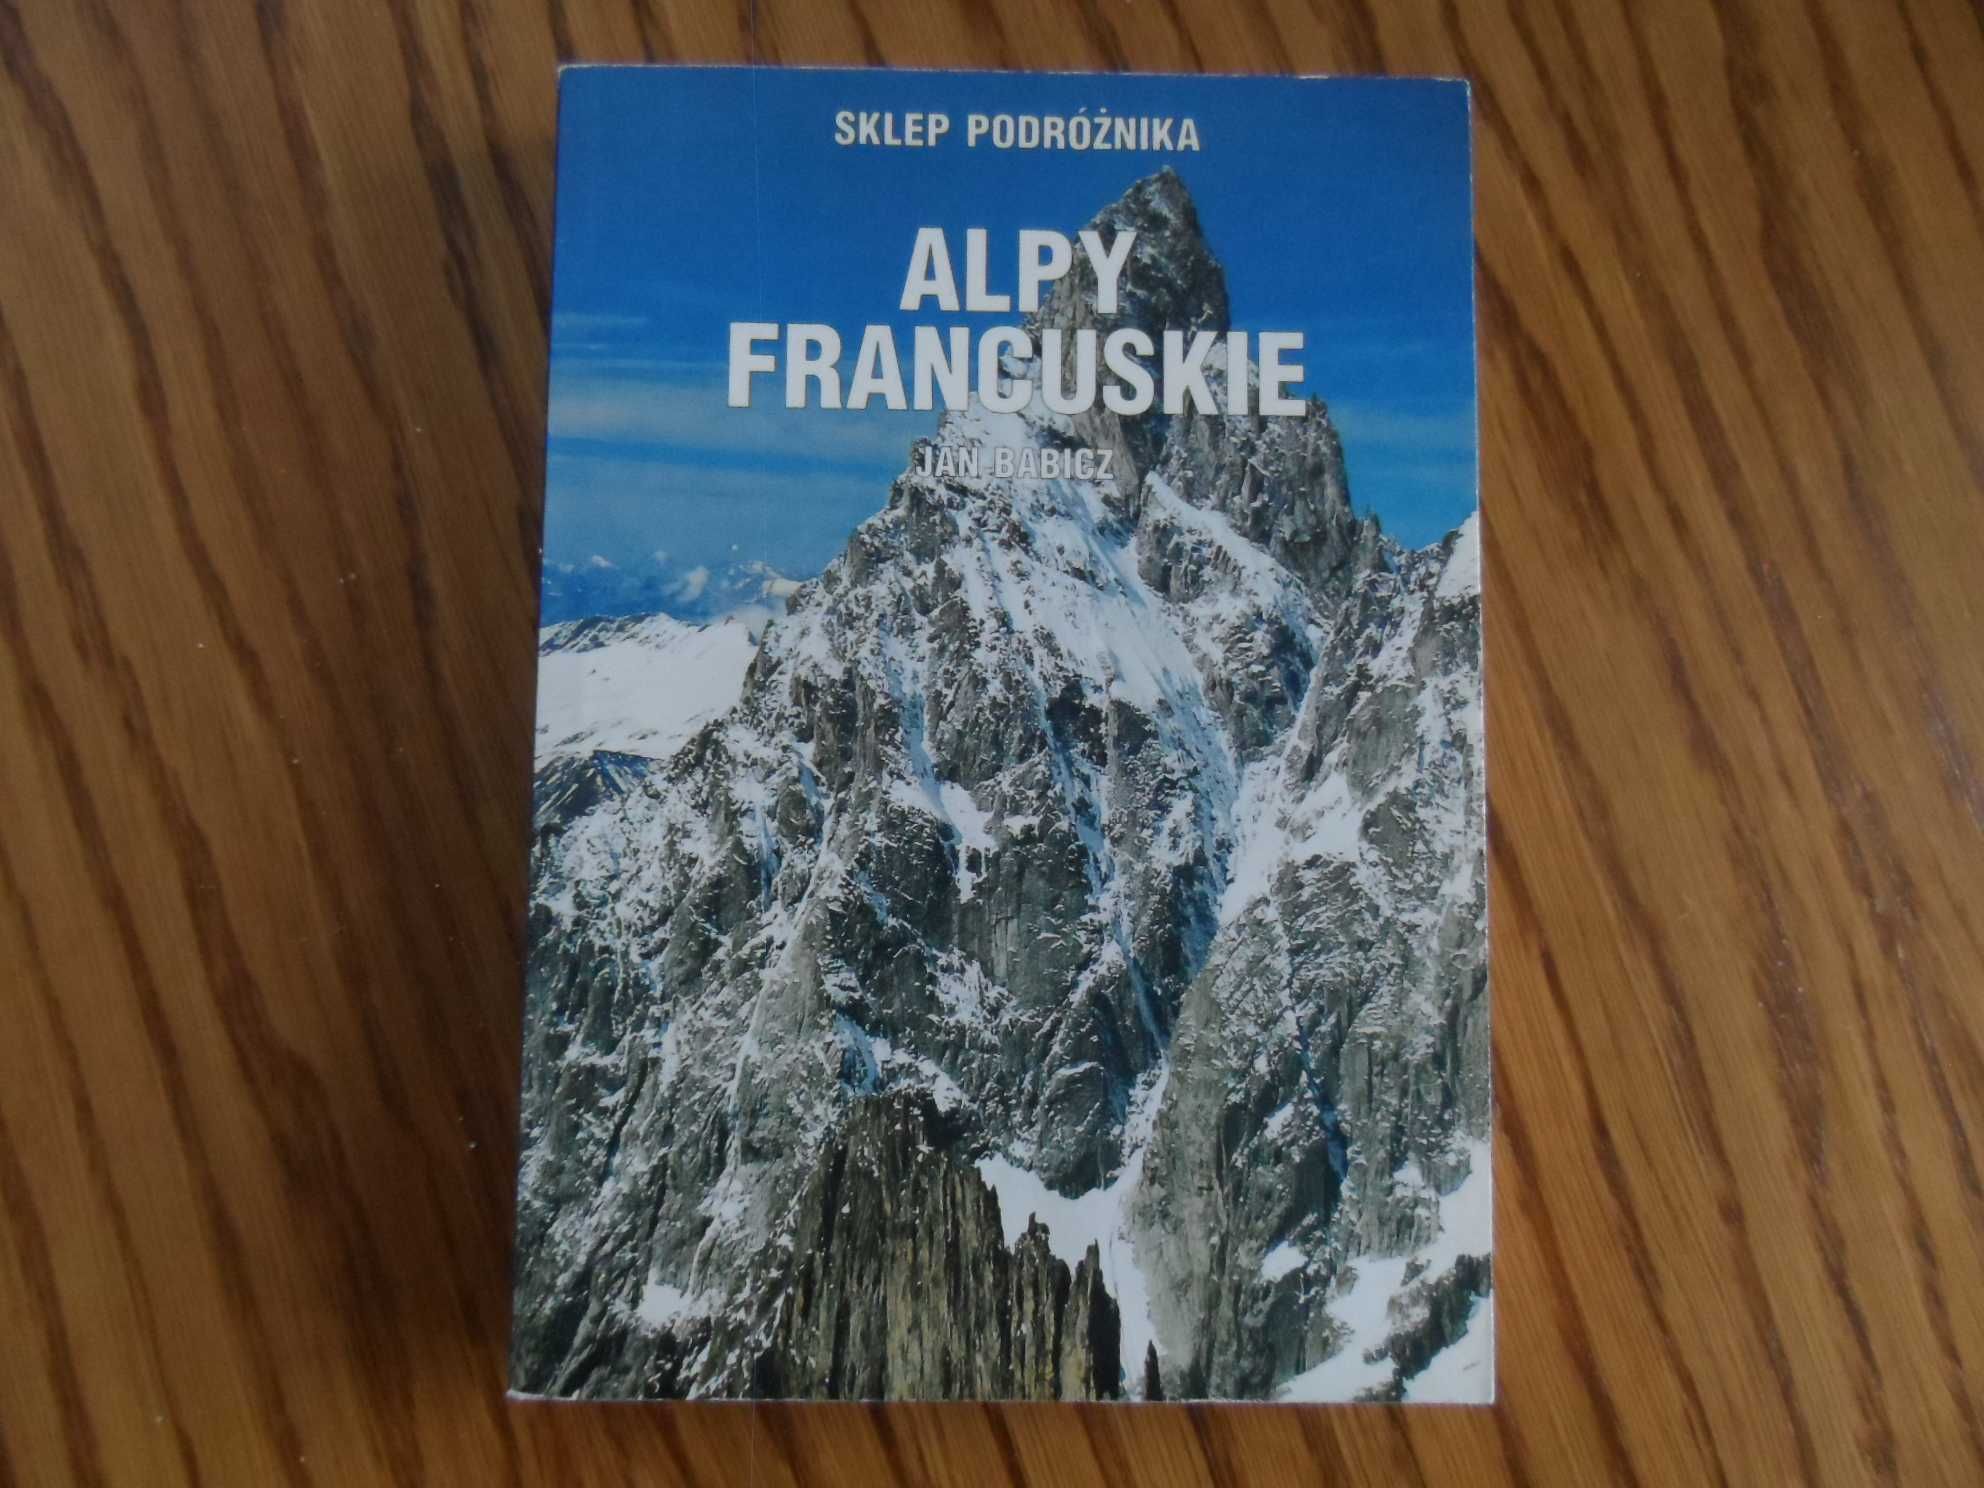 SKLEP PODRÓŻNIKA
ALPY
FRANCUSKIE
JAN BABICZ